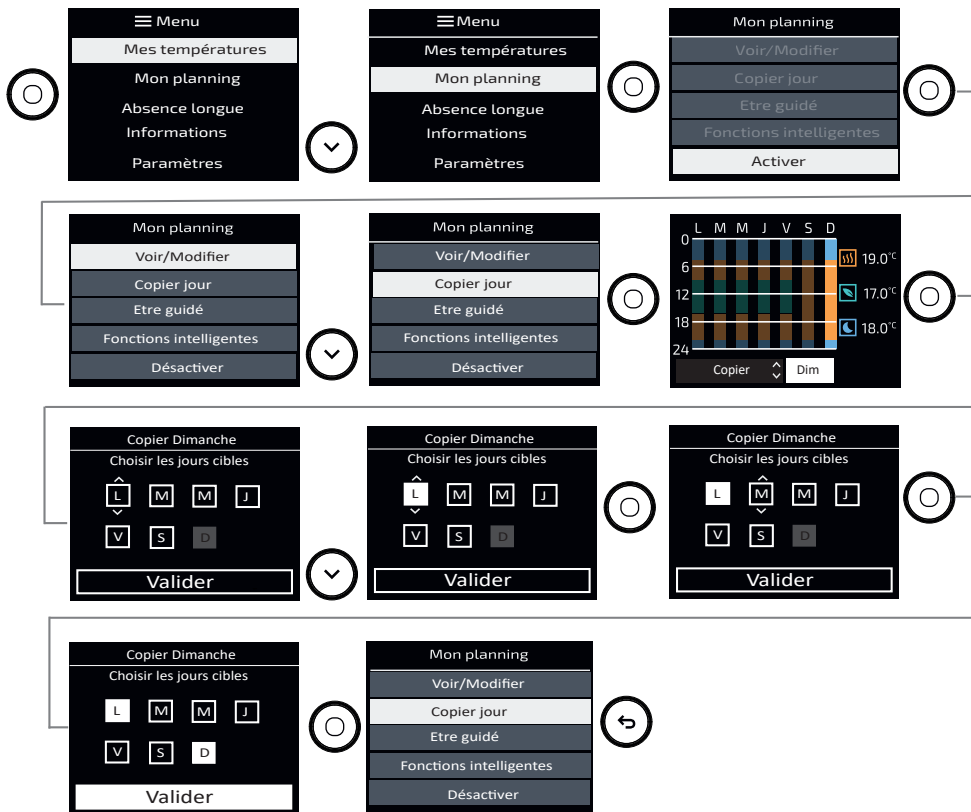 Menu
Mes températures
Mon planning
Absence longue
Informations
Paramètres
Menu
Mes températures
Mon planning
Absence longue
Informations
Paramètres
Mon planning
Voir/Modifier
Copier jour
Etre guidé
Fonctions intelligentes
Activer
Mon planning
Voir/Modifier
Copier jour
Etre guidé
Fonctions intelligentes
Désactiver
Mon planning
Voir/Modifier
Copier jour
Etre guidé
Fonctions intelligentes
Désactiver
L M M J V S D
0
6
12
18
24
19.0°C
17.0°C
18.0°C
Copier Dim
Copier Dimanche
Choisir les jours cibles
L M M J
V S D
Valider
Copier Dimanche
Choisir les jours cibles
L M M J
V S D
Valider
Copier Dimanche
Choisir les jours cibles
L M M J
V S D
Valider
Copier Dimanche
Choisir les jours cibles
L M M J
V S D
Valider
Mon planning
Voir/Modifier
Copier jour
Etre guidé
Fonctions intelligentes
Désactiver